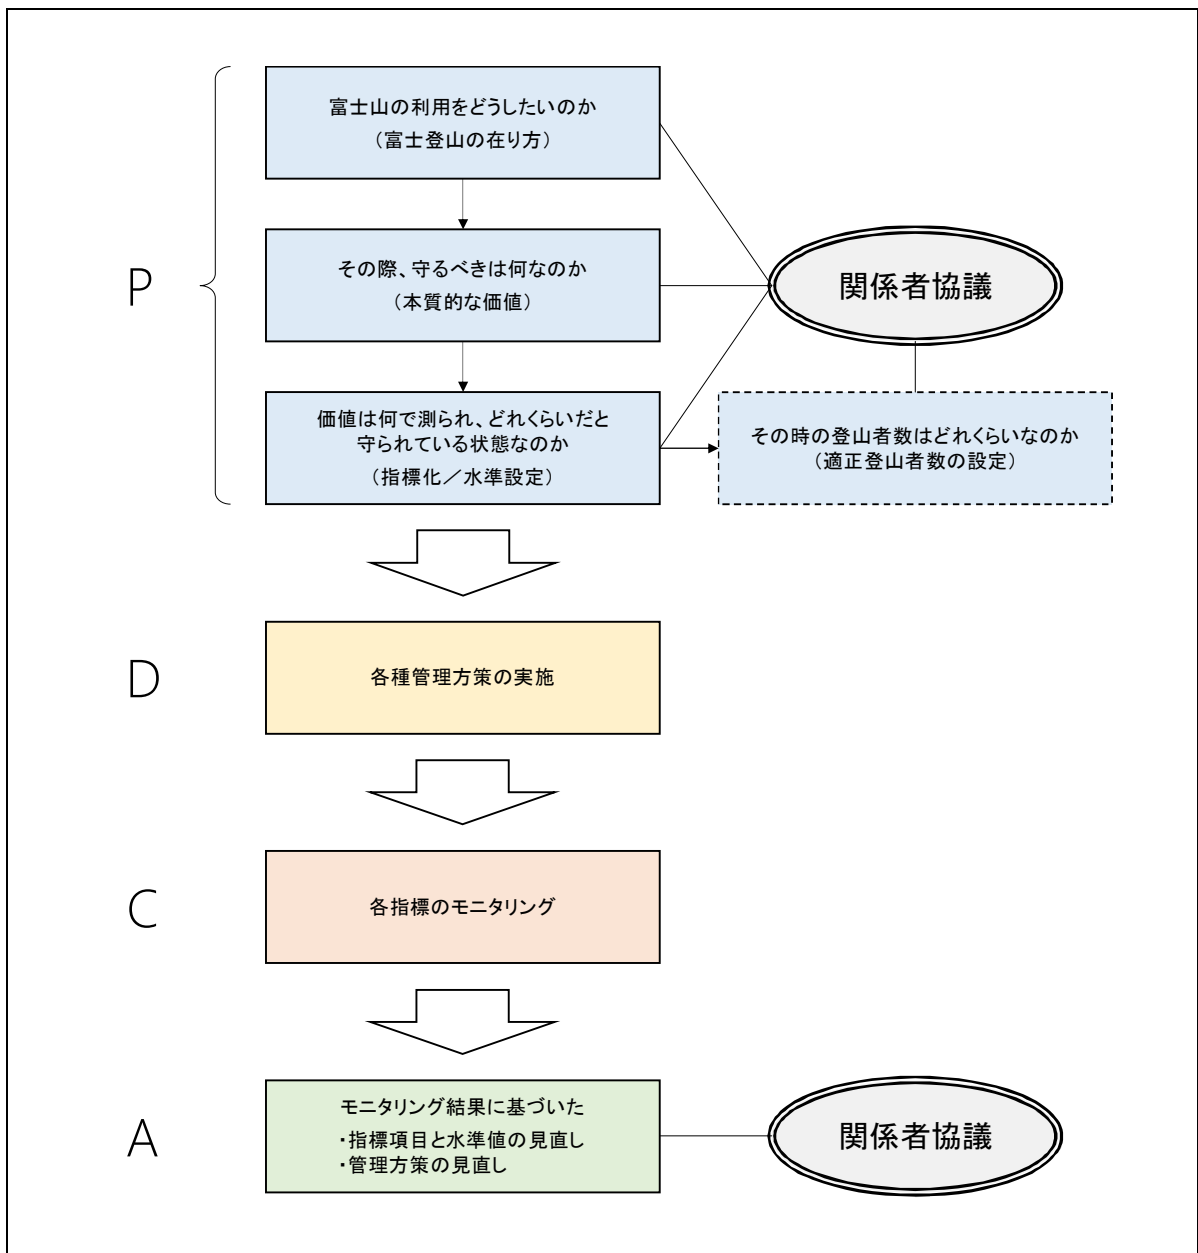 P
富士山の利用をどうしたいのか
（富士登山の在り方）
その際、守るべきは何なのか
（本質的な価値）
関係者協議
価値は何で測られ、どれくらいだと
守られている状態なのか
（指標化／水準設定）
その時の登山者数はどれくらいなのか
（適正登山者数の設定）
D
各種管理方策の実施
C
各指標のモニタリング
A
モニタリング結果に基づいた
・指標項目と水準値の見直し
・管理方策の見直し
関係者協議